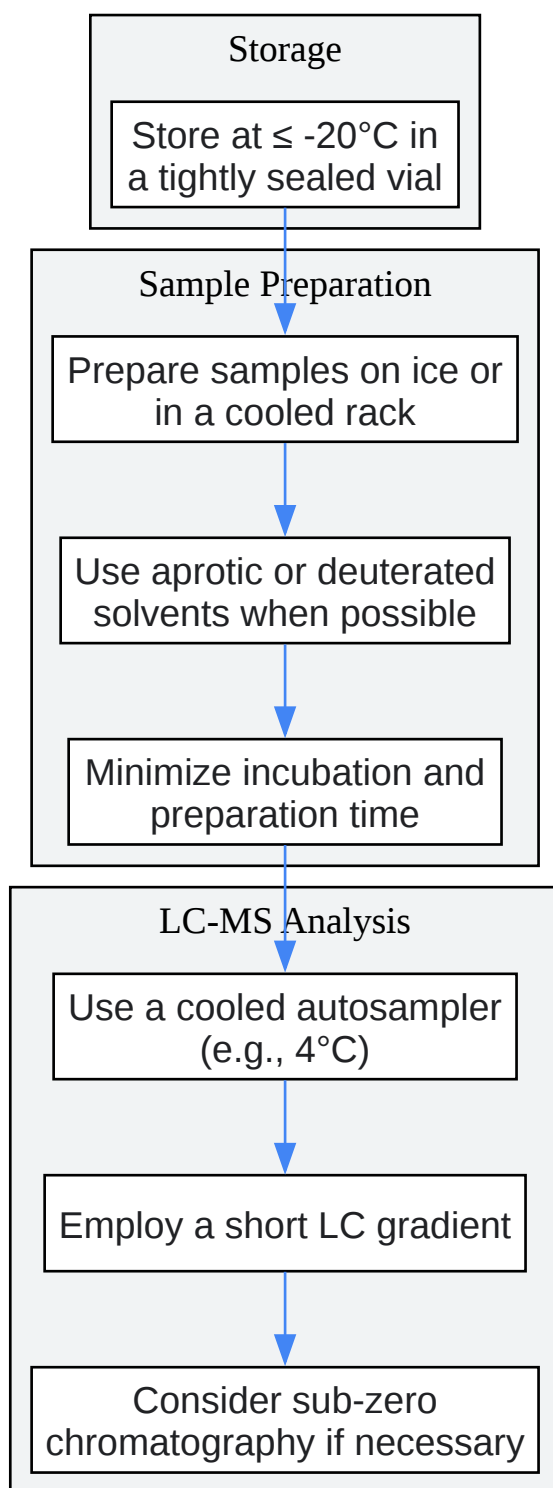 Storage
Store at ≤ -20°C in
a tightly sealed vial
Sample Preparation
Prepare samples on ice or
in a cooled rack
Use aprotic or deuterated
solvents when possible
Minimize incubation and
preparation time
LC-MS Analysis
Use a cooled autosampler
(e.g., 4°C)
Employ a short LC gradient
Consider sub-zero
chromatography if necessary